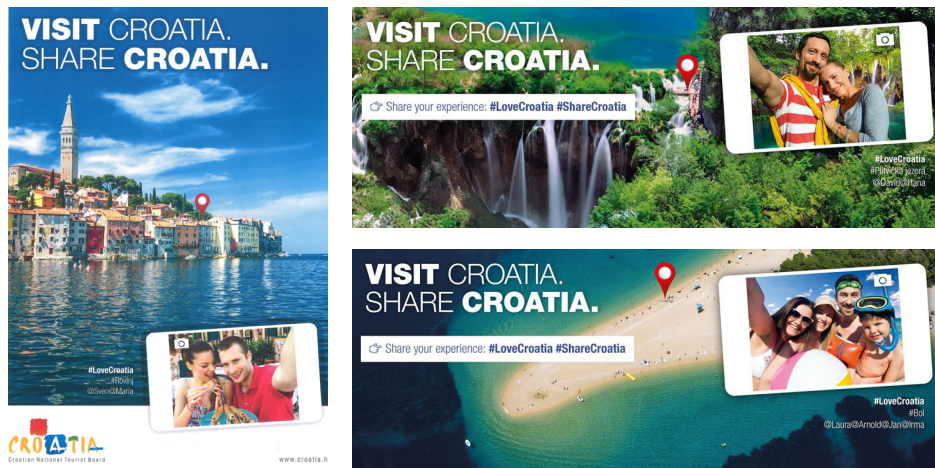 VISIT CROATIA.
SHARE CROATIA.
#LoveCroatia
#Rovinj
@Sven@Maria
CROATIA
Croatian National Tourist Board
www.croatia.h
VISIT CROATIA.
SHARE CROATIA.
Share your experience: #LoveCroatia #ShareCroatia
#LoveCroatia
#Plitvička jezera
@David@Hana
VISIT CROATIA.
SHARE CROATIA.
Share your experience: #LoveCroatia #ShareCroatia
#LoveCroatia
#Bol
@Laura@Arnold@Jan@Irma